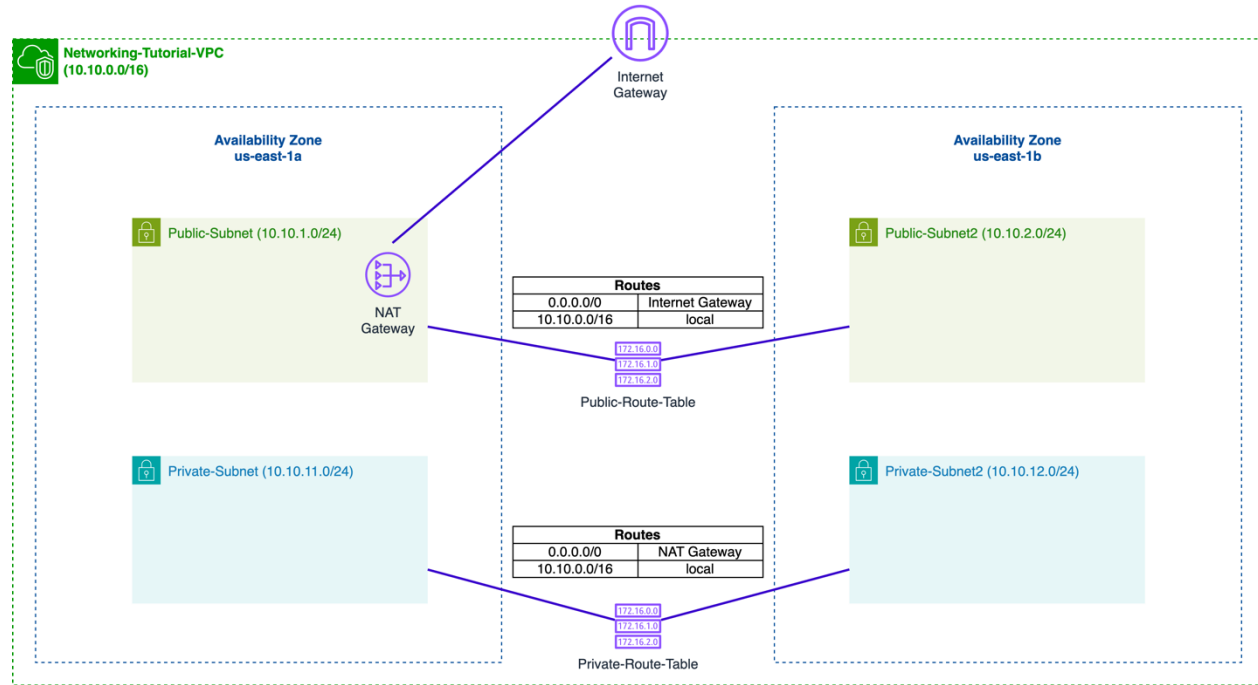 Networking-Tutorial-VPC
(10.10.0.0/16)
Internet
Gateway
Availability Zone
us-east-1a
Availability Zone
us-east-1b
Public-Subnet (10.10.1.0/24)
Public-Subnet2 (10.10.2.0/24)
NAT
Gateway
Routes
0.0.0.0/0 Internet Gateway
10.10.0.0/16 local
172.16.0.0
172.16.1.0
172.16.2.0
Public-Route-Table
Private-Subnet (10.10.11.0/24)
Private-Subnet2 (10.10.12.0/24)
Routes
0.0.0.0/0 NAT Gateway
10.10.0.0/16 local
172.16.0.0
172.16.1.0
172.16.2.0
Private-Route-Table